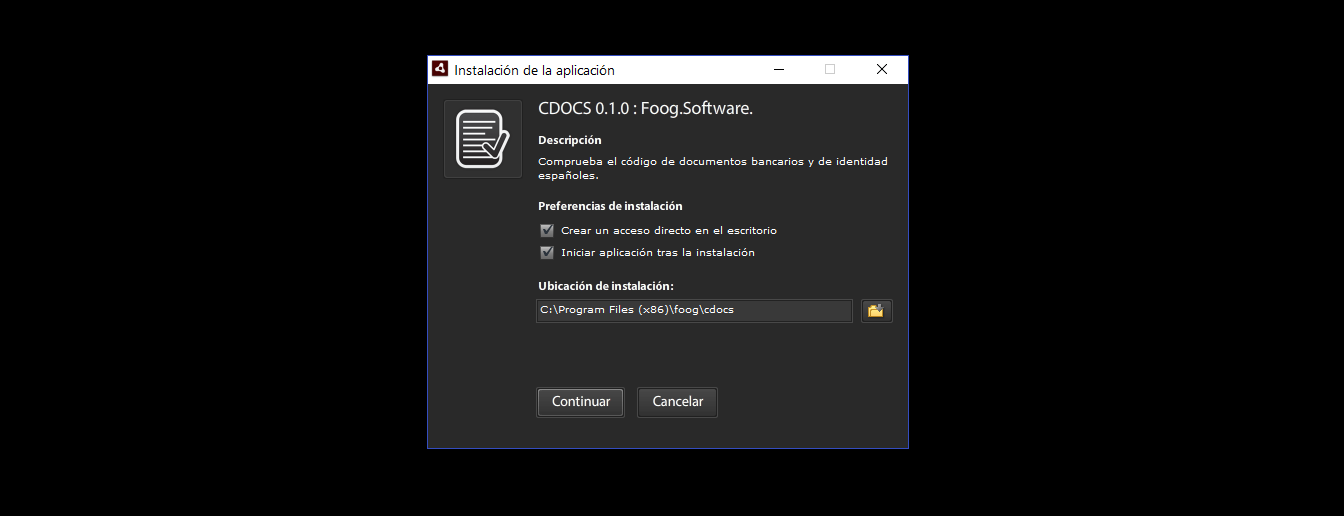 Instalación de la aplicación
CDOCS 0.1.0 : Foog.Software.
Descripción
Comprueba el código de documentos bancarios y de identidad
españoles.
Preferencias de instalación
Crear un acceso directo en el escritorio
Iniciar aplicación tras la instalación
Ubicación de instalación:
C:\Program Files (x86)\foog\cdocs
Continuar
Cancelar